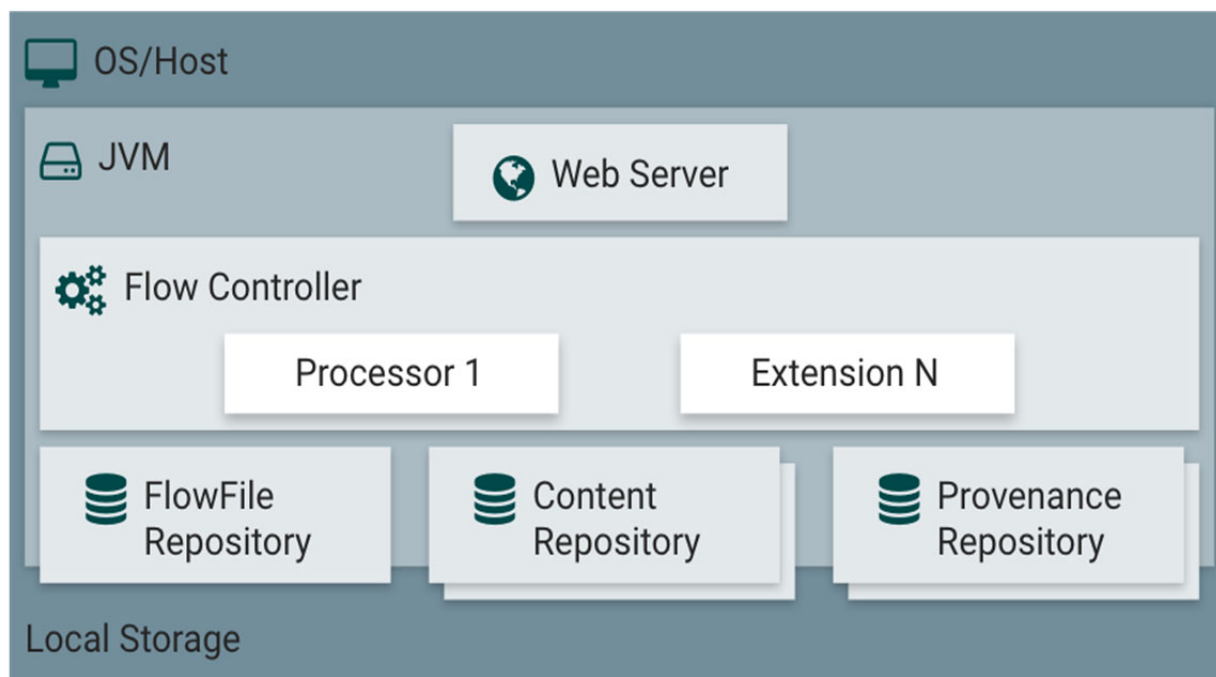 OS/Host
JVM
Web Server
Flow Controller
Processor 1
Extension N
FlowFile
Repository
Content
Repository
Provenance
Repository
Local Storage